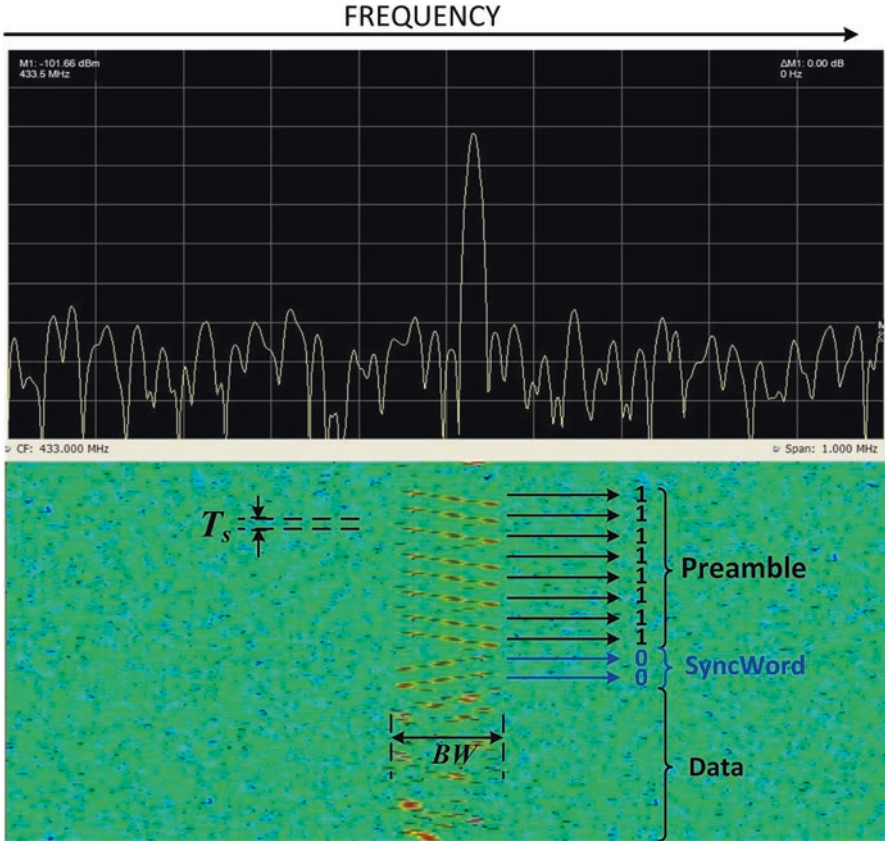 FREQUENCY
M1: -101.66 dBm
433.5 MHz
ΔM1: 0.00 dB
0 Hz
CF: 433.000 MHz
Span: 1.000 MHz
Ts
1
1
1
1
1
1
1
1
Preamble
0
0
SyncWord
BW
Data